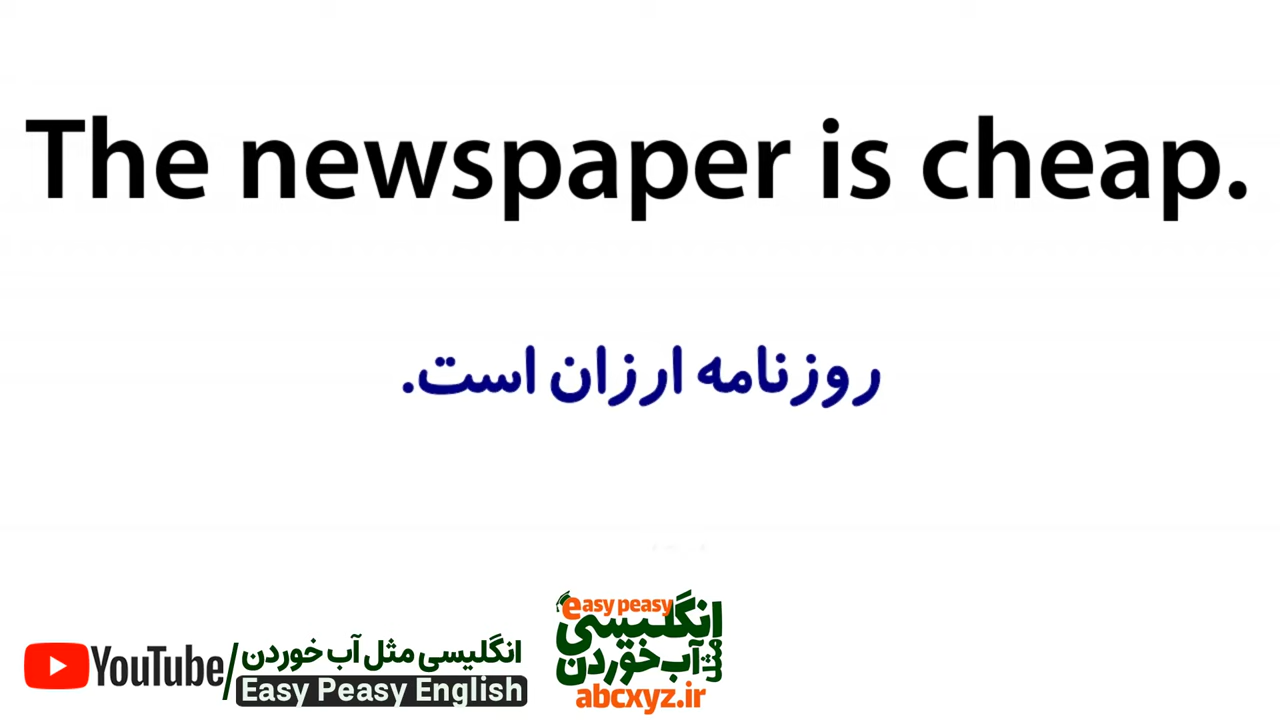 The newspaper is cheap.
روزنامه ارزان است.
YouTube/انگلیسی مثل آب خوردن
Easy Peasy English
easy peasy
انگلیسی
مثل
آب خوردن
abcxyz.ir